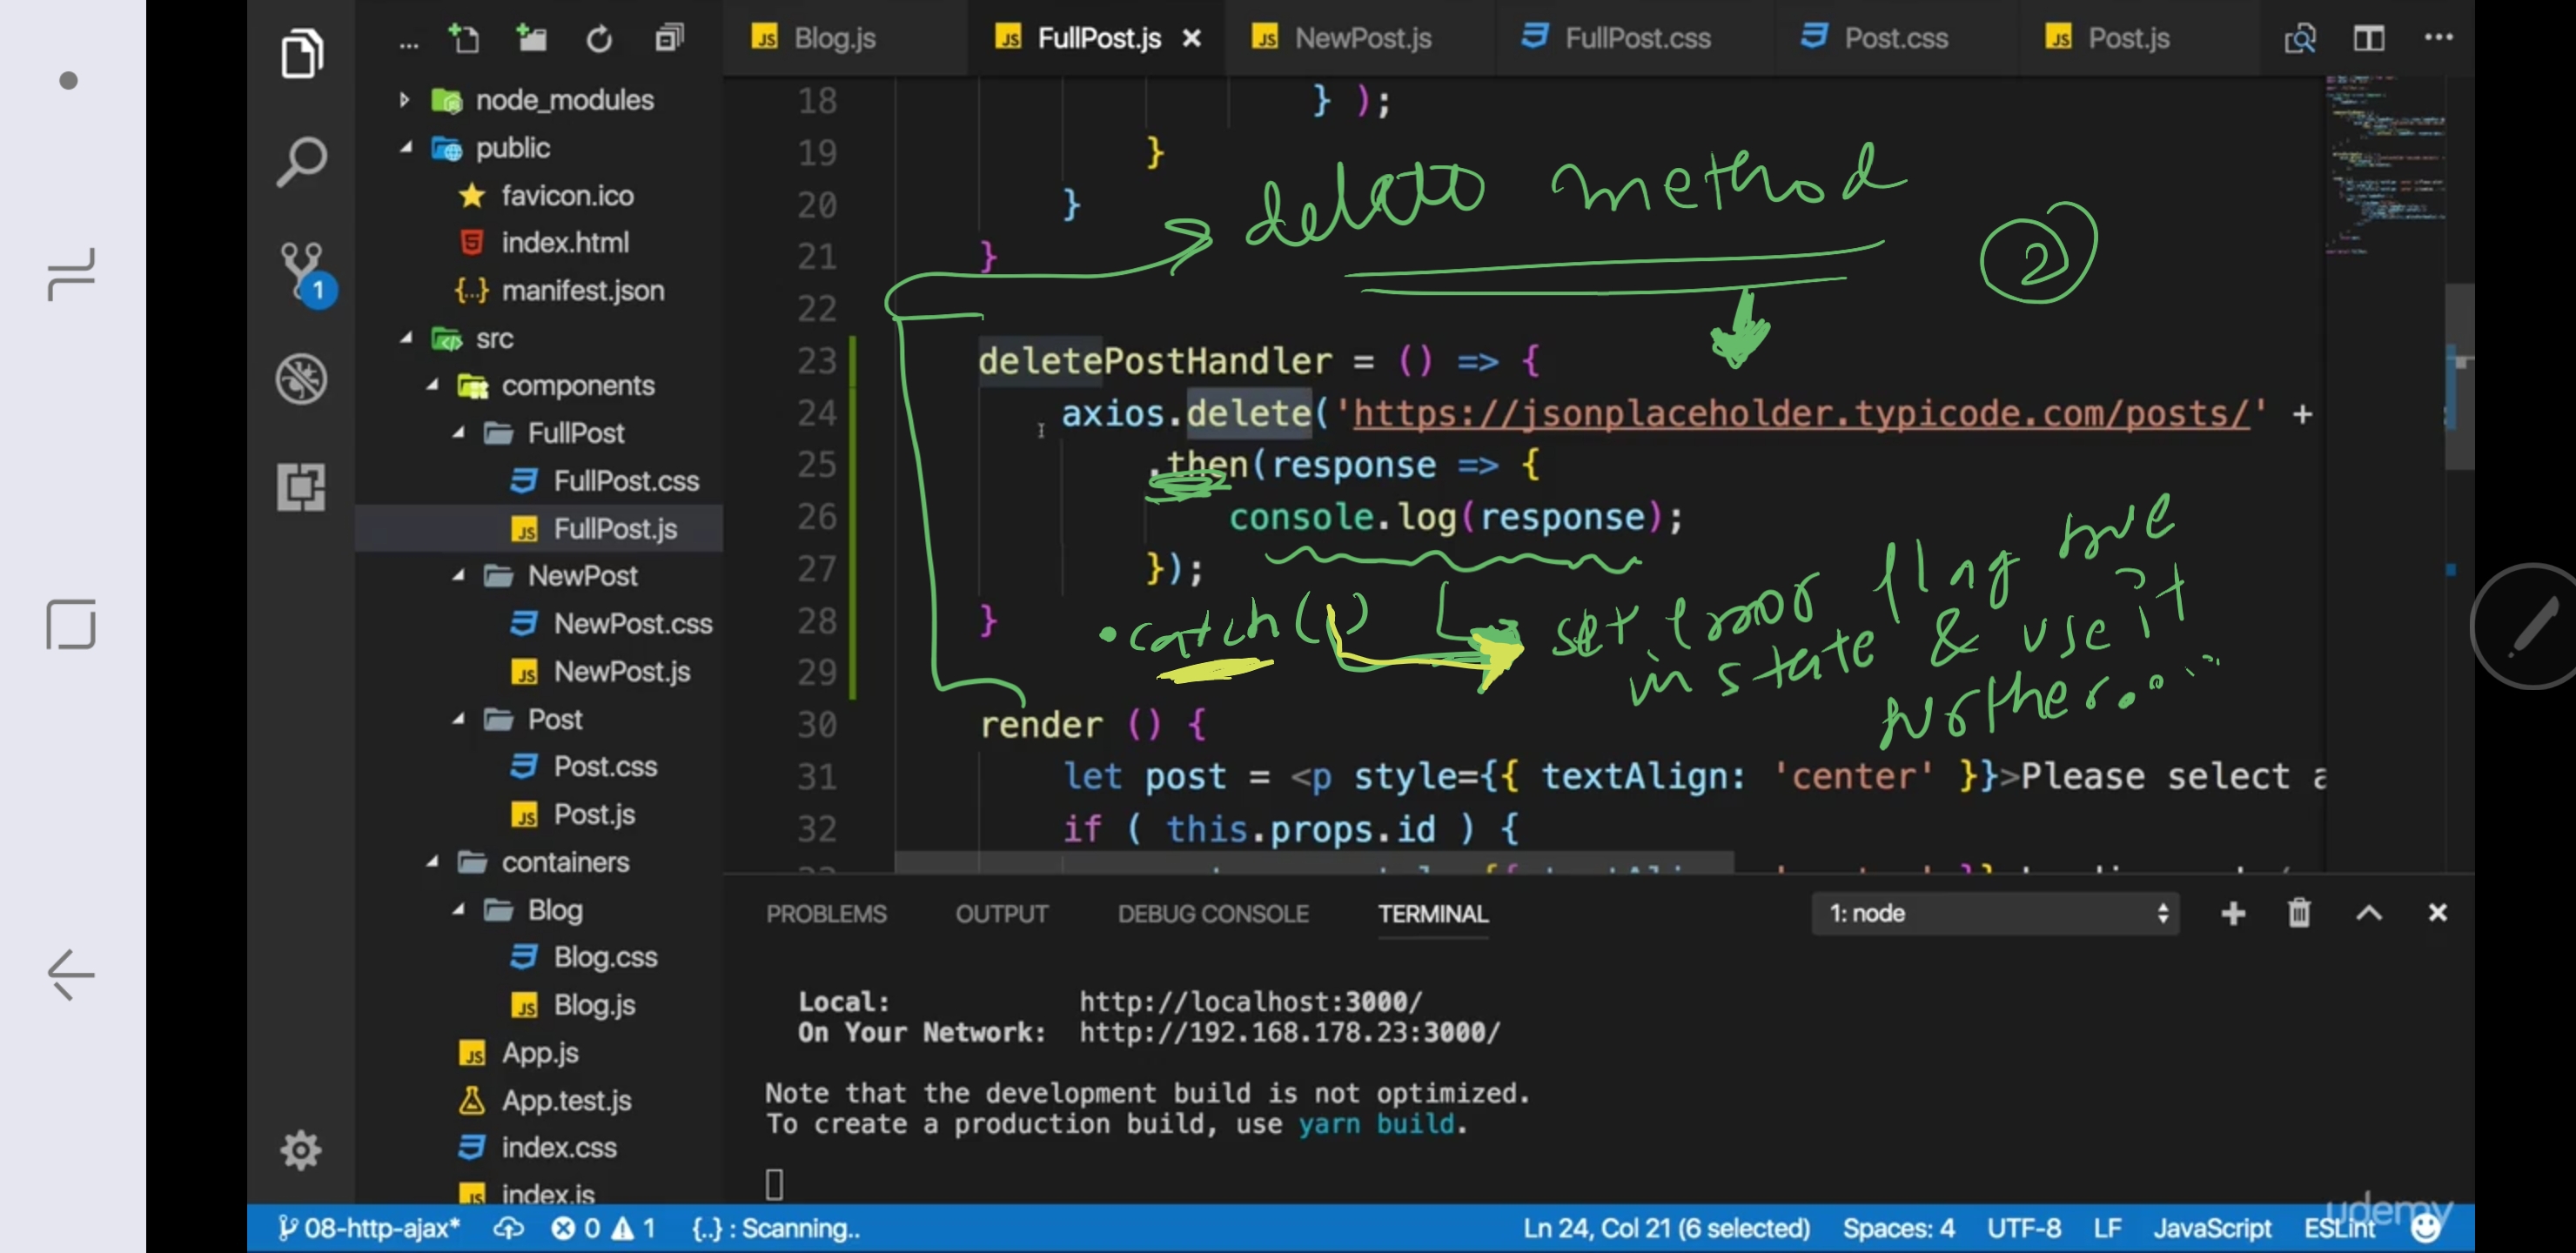 Blog.js FullPost.js NewPost.js FullPost.css Post.css Post.js
node_modules
public
favicon.ico
index.html
manifest.json
src
components
FullPost
FullPost.css
FullPost.js
NewPost
NewPost.css
NewPost.js
Post
Post.css
Post.js
containers
Blog
Blog.css
Blog.js
App.js
App.test.js
index.css
index.js
1
18 } );
19 }
20 }
21 }
22
23 deletePostHandler = () => {
24 axios.delete('https://jsonplaceholder.typicode.com/posts/' +
25 .then(response => {
26 console.log(response);
27 });
28 }
29
30 render () {
31 let post = <p style={{ textAlign: 'center' }}>Please select a
32 if ( this.props.id ) {
delete method
2
.catch()
set error flag true
in state & use it
further.....
PROBLEMS OUTPUT DEBUG CONSOLE TERMINAL 1: node
Local: http://localhost:3000/
On Your Network: http://192.168.178.23:3000/
Note that the development build is not optimized.
To create a production build, use yarn build.
08-http-ajax* 0 1 {..} : Scanning.. Ln 24, Col 21 (6 selected) Spaces: 4 UTF-8 LF JavaScript ESLint
udemy